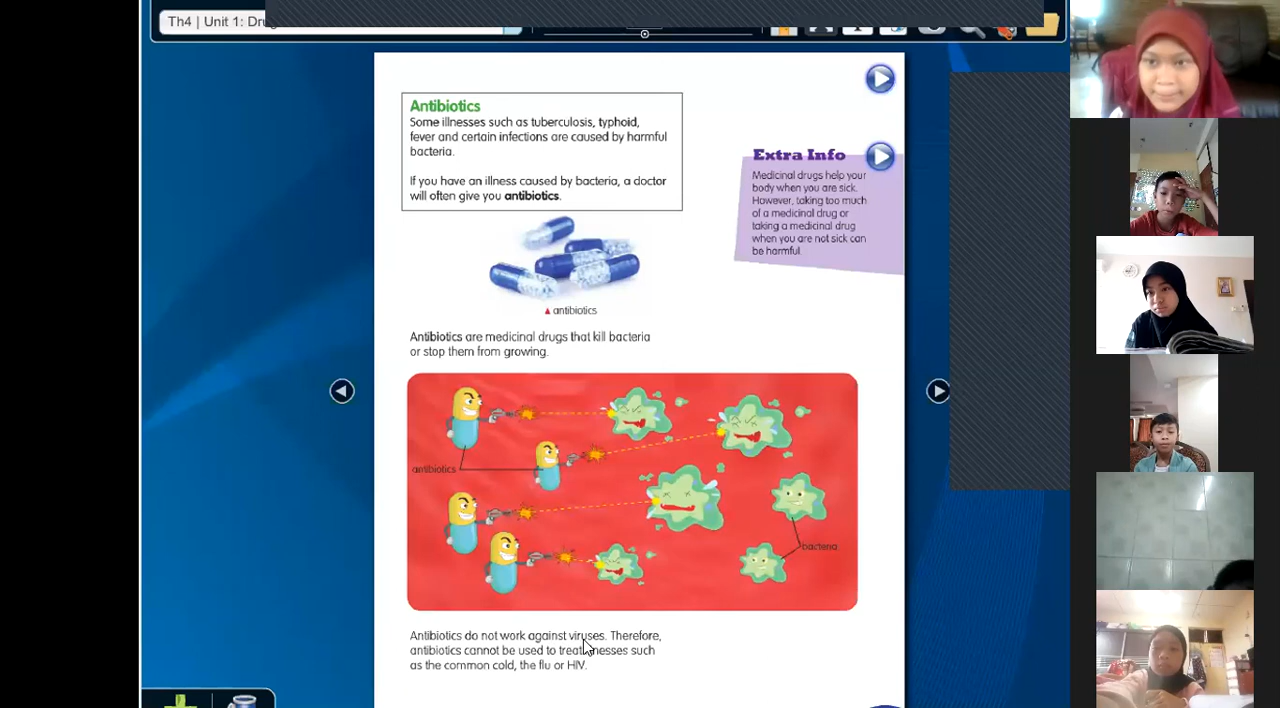 Th4 | Unit 1: Dru
Antibiotics
Some illnesses such as tuberculosis, typhoid,
fever and certain infections are caused by harmful
bacteria.
If you have an illness caused by bacteria, a doctor
will often give you antibiotics.
Extra Info
Medicinal drugs help your
body when you are sick.
However, taking too much
of a medicinal drug or
taking a medicinal drug
when you are not sick can
be harmful.
antibiotics
Antibiotics are medicinal drugs that kill bacteria
or stop them from growing.
antibiotics
bacteria
Antibiotics do not work against viruses. Therefore,
antibiotics cannot be used to treat such
as the common cold, the flu or HIV.